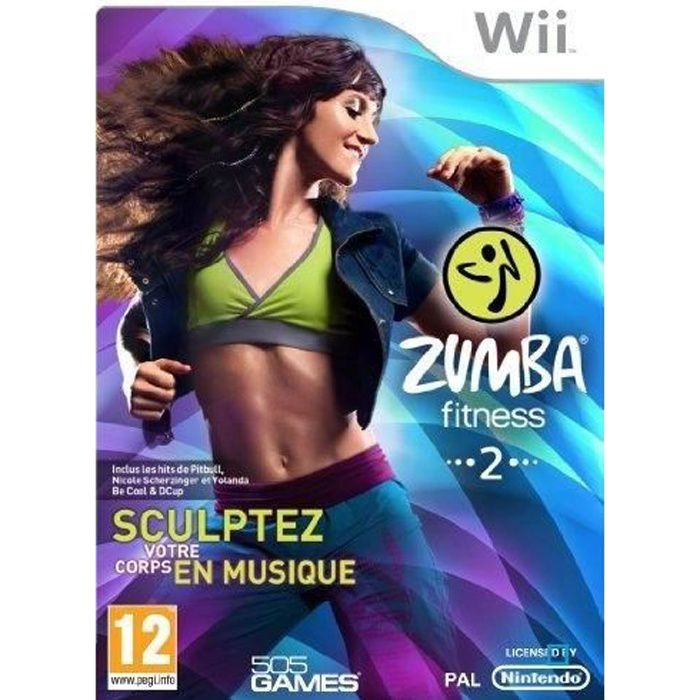 Wii
ZUMBA®
fitness
2
Inclus les hits de Pitbull,
Nicole Scherzinger et Yolanda
Be Cool & DCup
SCULPTEZ
VOTRE
CORPS EN MUSIQUE
12
www.pegi.info
505
GAMES
PAL
LICENSED BY
Nintendo